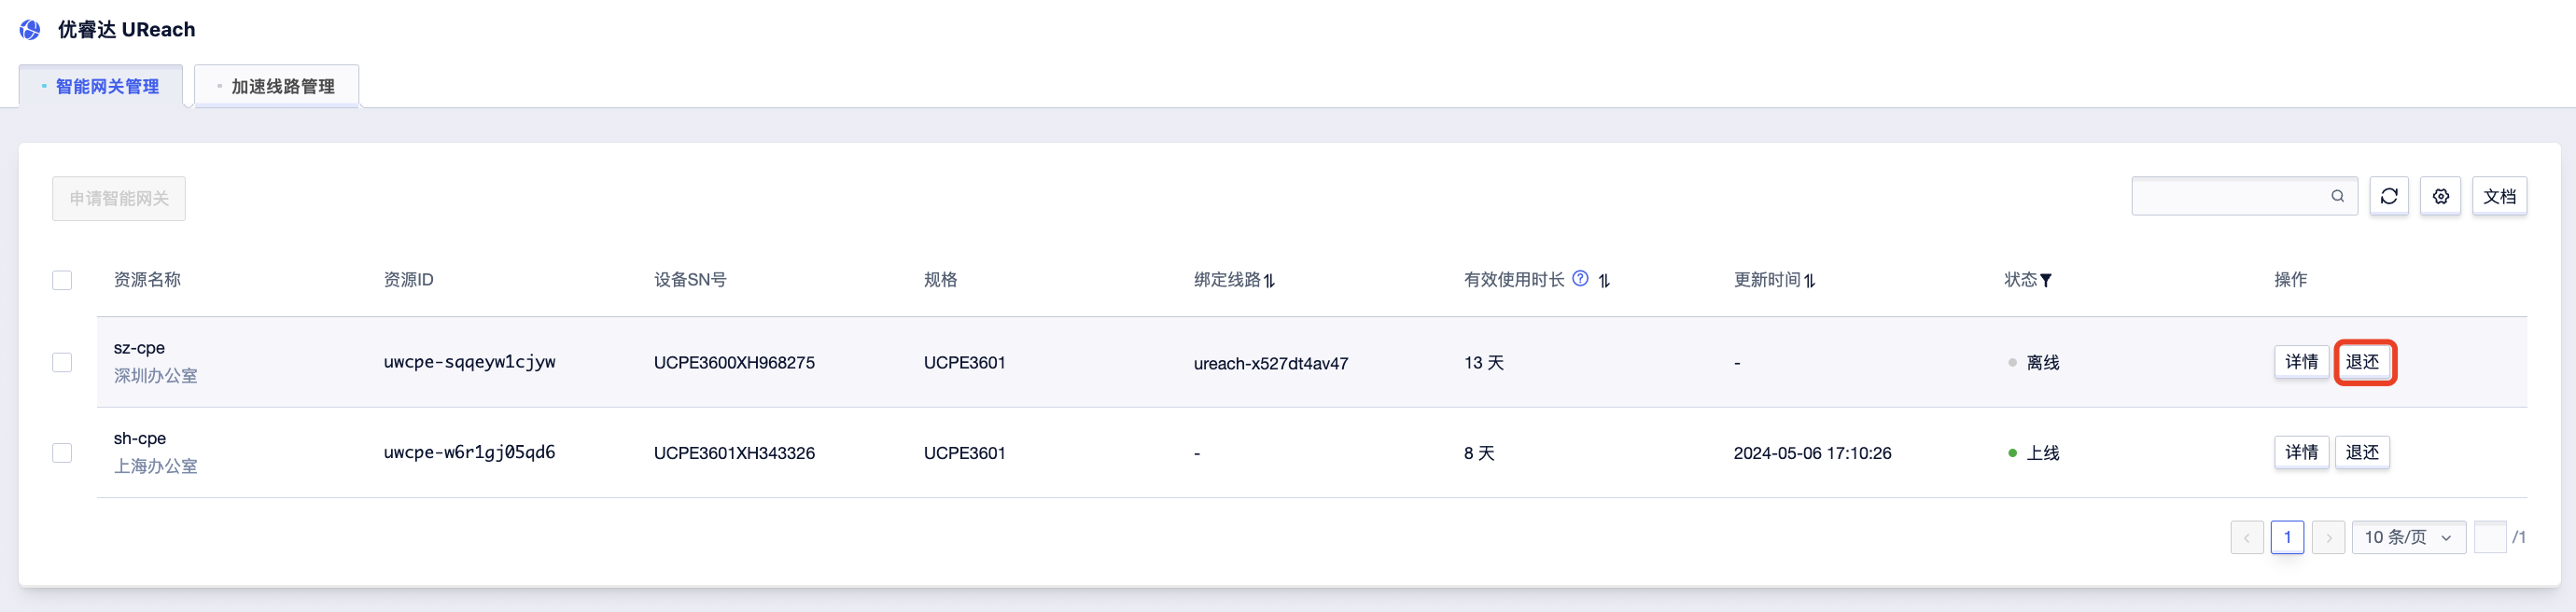 优睿达 UReach
智能网关管理
加速线路管理
申请智能网关
文档
资源名称 资源ID 设备SN号 规格 绑定线路 有效使用时长 更新时间 状态 操作
sz-cpe
深圳办公室
uwcpe-sqqeyw1cjyw UCPE3600XH968275 UCPE3601 ureach-x527dt4av47 13 天 - 离线 详情 退还
sh-cpe
上海办公室
uwcpe-w6r1gj05qd6 UCPE3601XH343326 UCPE3601 - 8 天 2024-05-06 17:10:26 上线 详情 退还
1 10 条/页 /1